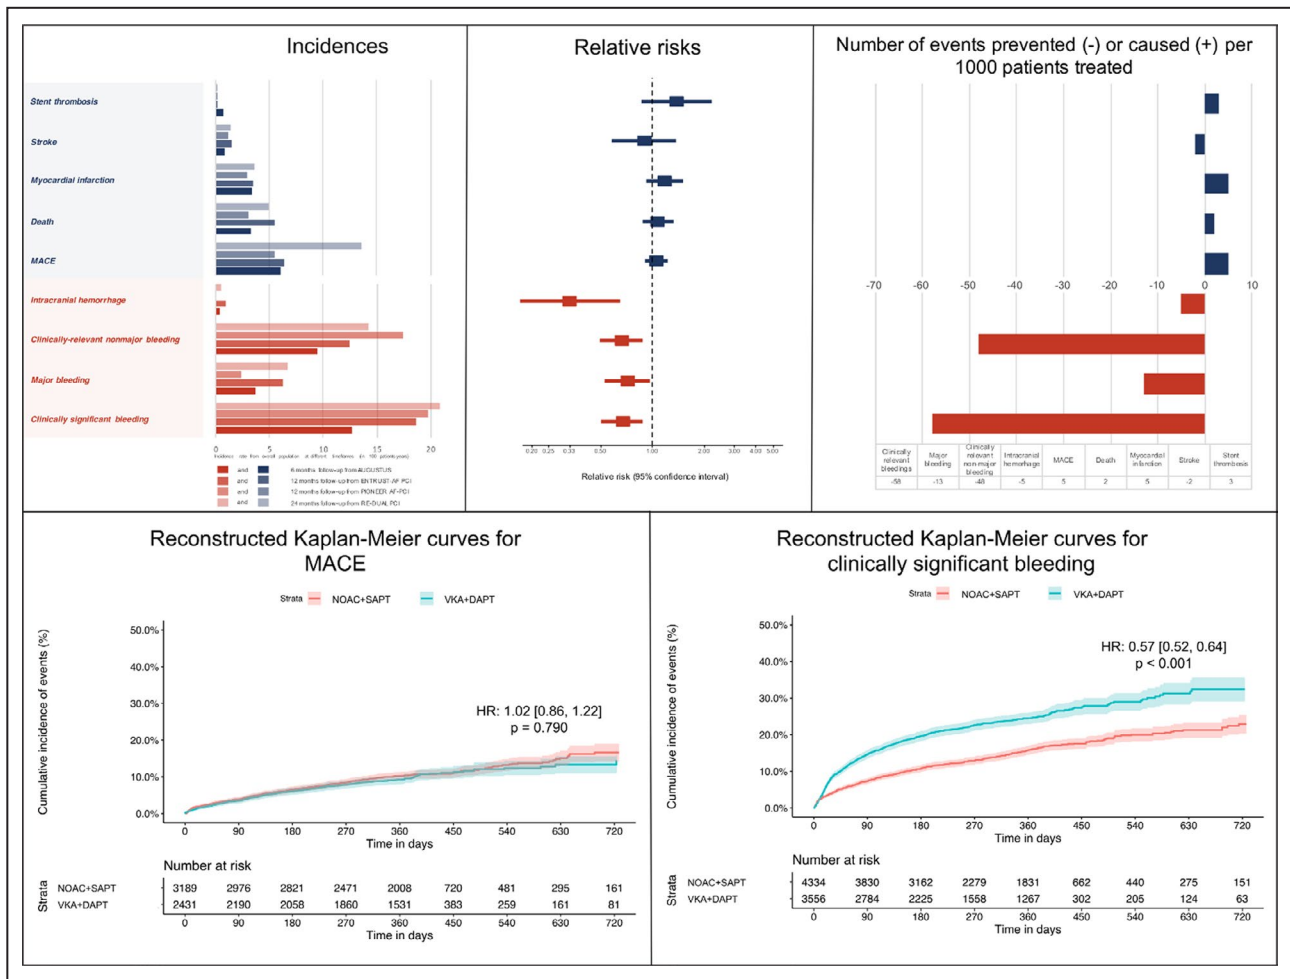 Incidences
Stent thrombosis
Stroke
Myocardial infarction
Death
MACE
Intracranial hemorrhage
Clinically-relevant nonmajor bleeding
Major bleeding
Clinically significant bleeding
0 5 10 15 20
Incidence rate from overall population at different timeframes (% 100 patients.years)
and 6 months follow-up from AUGUSTUS
and 12 months follow-up from ENTRUST-AF PCI
and 12 months follow-up from PIONEER AF-PCI
and 24 months follow-up from RE-DUAL PCI
Relative risks
0.20 0.30 0.50 1.00 2.00 3.00 5.00
Relative risk (95% confidence interval)
Number of events prevented (-) or caused (+) per
1000 patients treated
-70 -60 -50 -40 -30 -20 -10 0 10
Clinically relevant bleedings
Major bleeding
Clinically relevant non major bleeding
Intracranial hemorrhage
MACE
Death
Myocardial infarction
Stroke
Stent thrombosis
-58 -13 -48 -5 5 2 5 -2 3
Reconstructed Kaplan-Meier curves for
MACE
Strata NOAC+SAPT VKA+DAPT
Cumulative incidence of events (%)
50.0%
40.0%
30.0%
20.0%
10.0%
0.0%
HR: 1.02 [0.86, 1.22]
p = 0.790
0 90 180 270 360 450 540 630 720
Time in days
Number at risk
Strata
NOAC+SAPT 3189 2976 2821 2471 2008 720 481 295 161
VKA+DAPT 2431 2190 2058 1860 1531 383 259 161 81
0 90 180 270 360 450 540 630 720
Time in days
Reconstructed Kaplan-Meier curves for
clinically significant bleeding
Strata NOAC+SAPT VKA+DAPT
Cumulative incidence of events (%)
50.0%
40.0%
30.0%
20.0%
10.0%
0.0%
HR: 0.57 [0.52, 0.64]
p < 0.001
0 90 180 270 360 450 540 630 720
Time in days
Number at risk
Strata
NOAC+SAPT 4334 3830 3162 2279 1831 662 440 275 151
VKA+DAPT 3556 2784 2225 1558 1267 302 205 124 63
0 90 180 270 360 450 540 630 720
Time in days